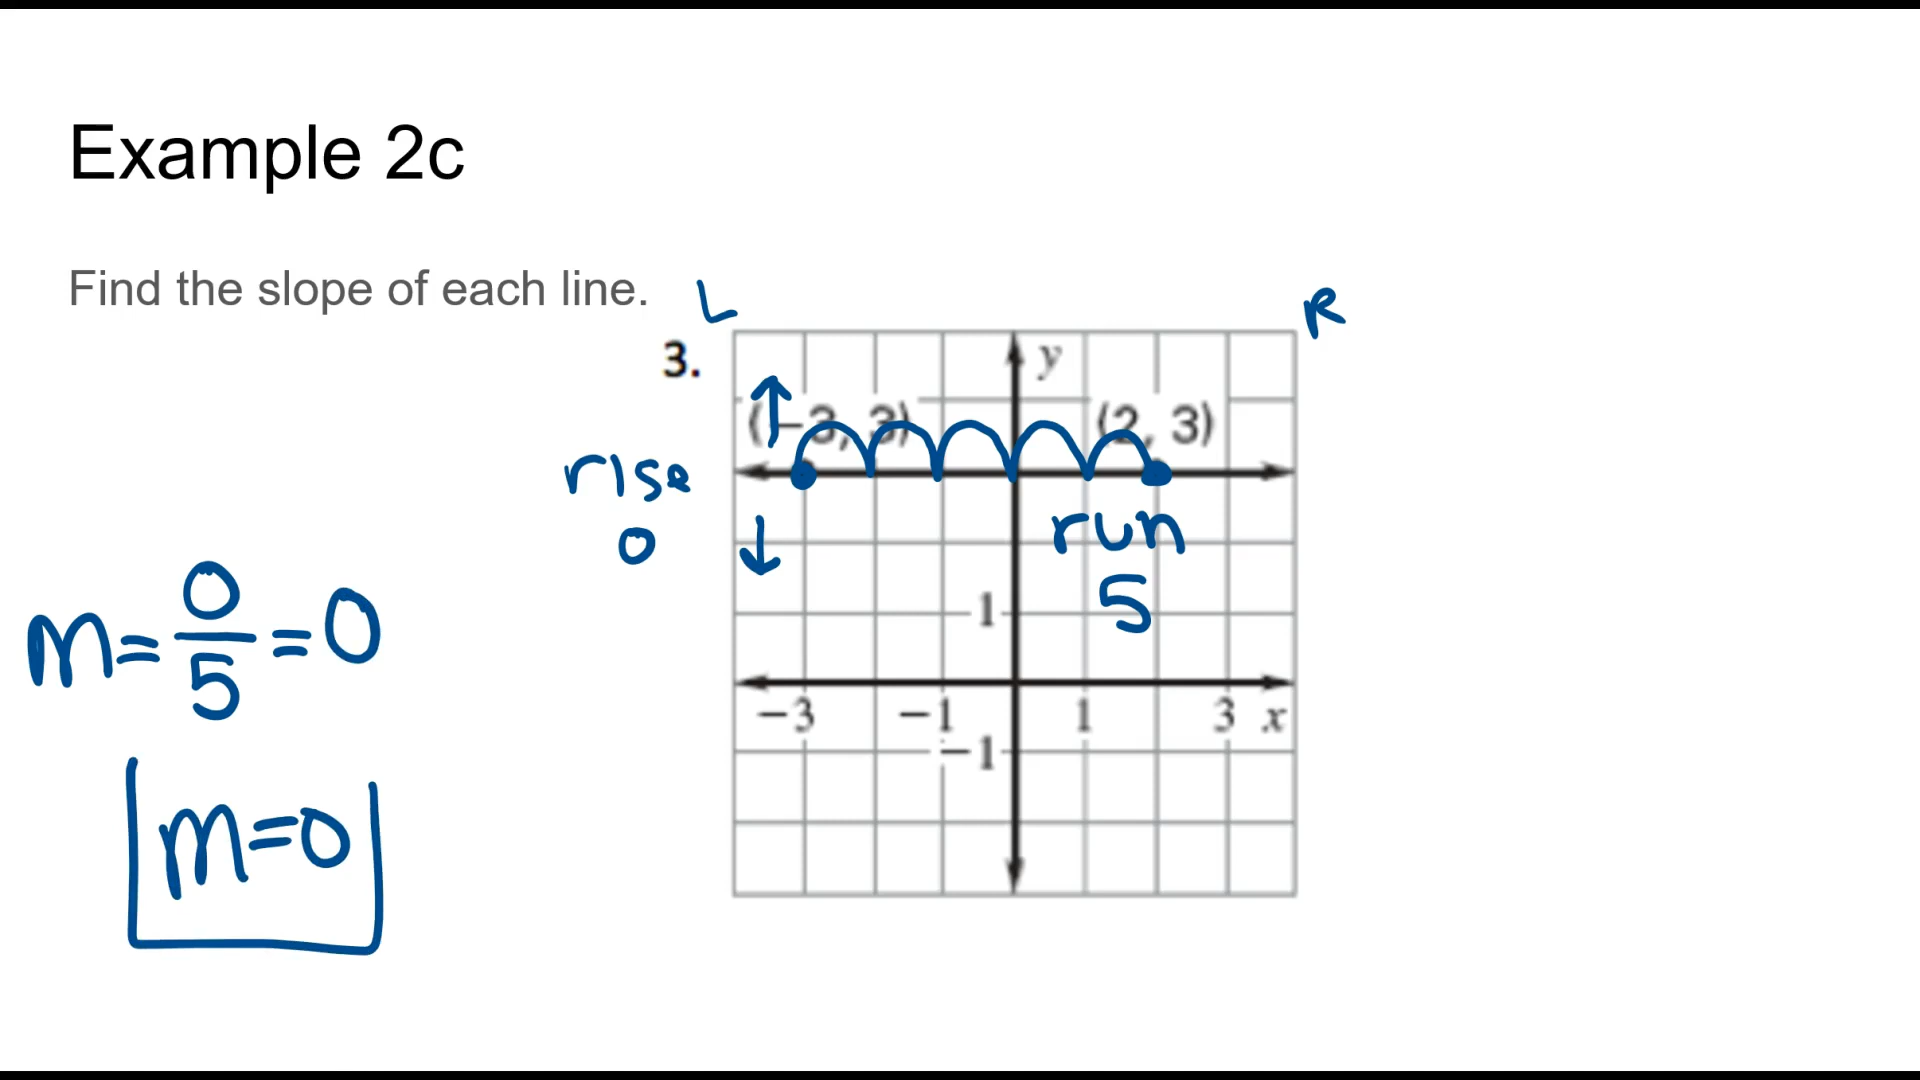 Example 2c
Find the slope of each line.
L
R
3.
y
(−3, 3)
(2, 3)
rise
0
run
5
1
m = 0/5 = 0
−3 −1 1 3 x
−1
m=0